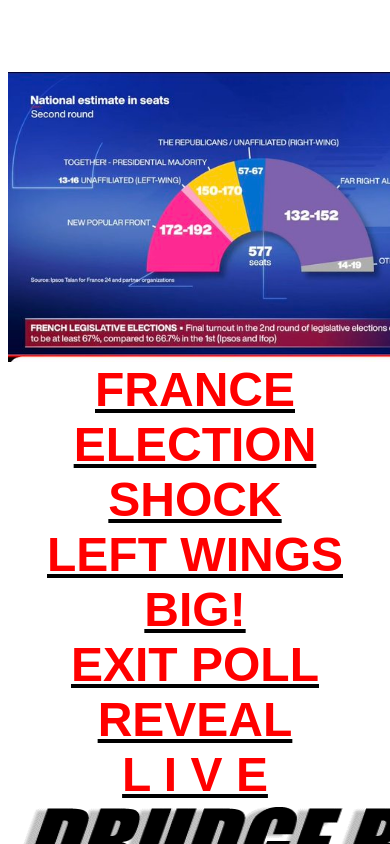 National estimate in seats
Second round
THE REPUBLICANS / UNAFFILIATED (RIGHT-WING)
TOGETHER - PRESIDENTIAL MAJORITY
57-67
13-16 UNAFFILIATED (LEFT-WING)
FAR RIGHT AL
150-170
132-152
NEW POPULAR FRONT
172-192
577
seats
14-19
OT
Source: Ipsos Talan for France 24 and partner organizations
FRENCH LEGISLATIVE ELECTIONS • Final turnout in the 2nd round of legislative elections
to be at least 67%, compared to 66.7% in the 1st (Ipsos and Ifop)
FRANCE
ELECTION
SHOCK
LEFT WINGS
BIG!
EXIT POLL
REVEAL
L I V E
DRUDGE R